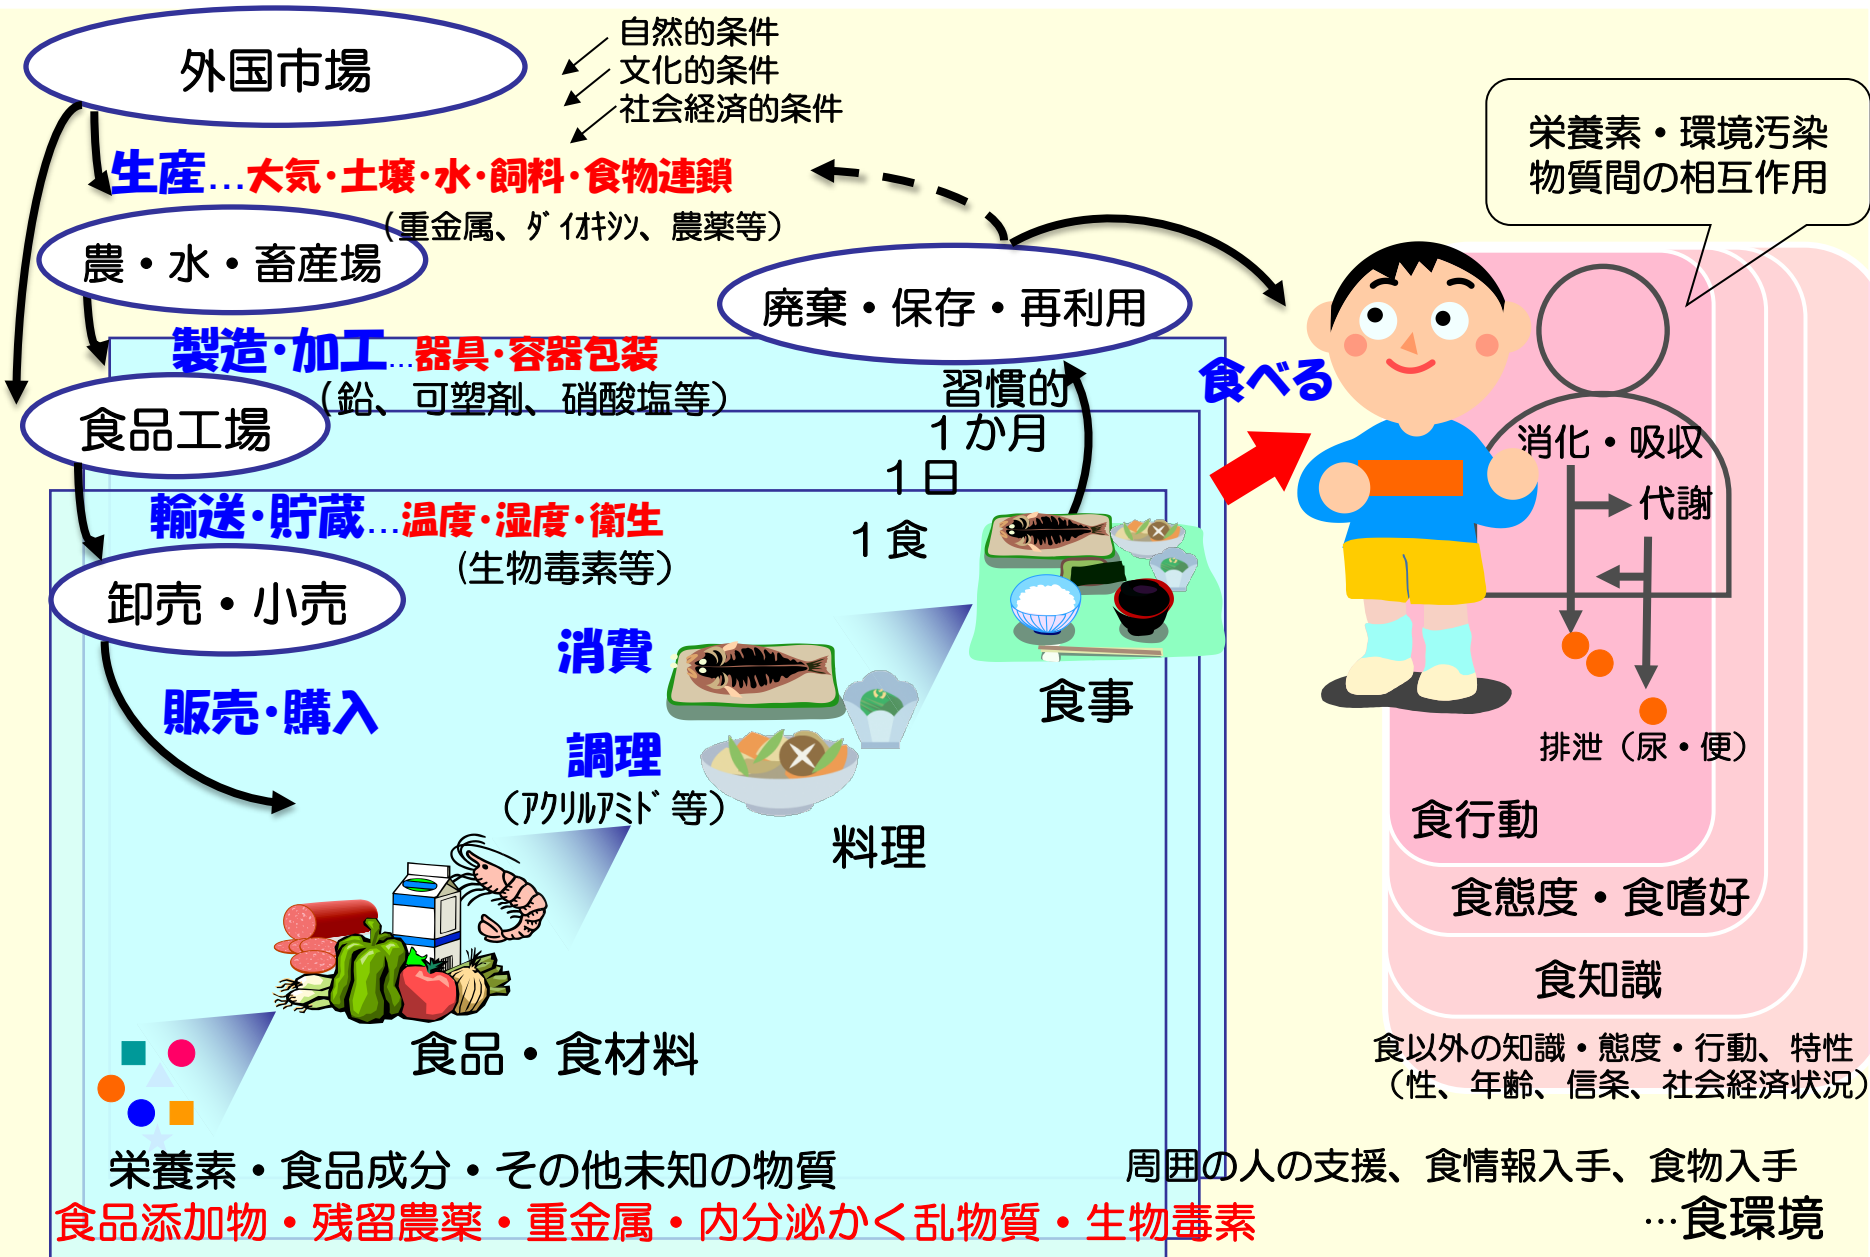 外国市場
自然的条件
文化的条件
社会経済的条件
生産…大気・土壌・水・飼料・食物連鎖
（重金属、ﾀﾞｲｵｷｼﾝ、農薬等）
農・水・畜産場
廃棄・保存・再利用
製造・加工…器具・容器包装
（鉛、可塑剤、硝酸塩等）
食品工場
習慣的
１か月
１日
１食
輸送・貯蔵…温度・湿度・衛生
(生物毒素等）
卸売・小売
販売・購入
消費
調理
（ｱｸﾘﾙｱﾐﾄﾞ等）
食事
料理
食品・食材料
栄養素・食品成分・その他未知の物質
食品添加物・残留農薬・重金属・内分泌かく乱物質・生物毒素
栄養素・環境汚染
物質間の相互作用
食べる
消化・吸収
代謝
排泄（尿・便）
食行動
食態度・食嗜好
食知識
食以外の知識・態度・行動、特性
（性、年齢、信条、社会経済状況）
周囲の人の支援、食情報入手、食物入手
…食環境